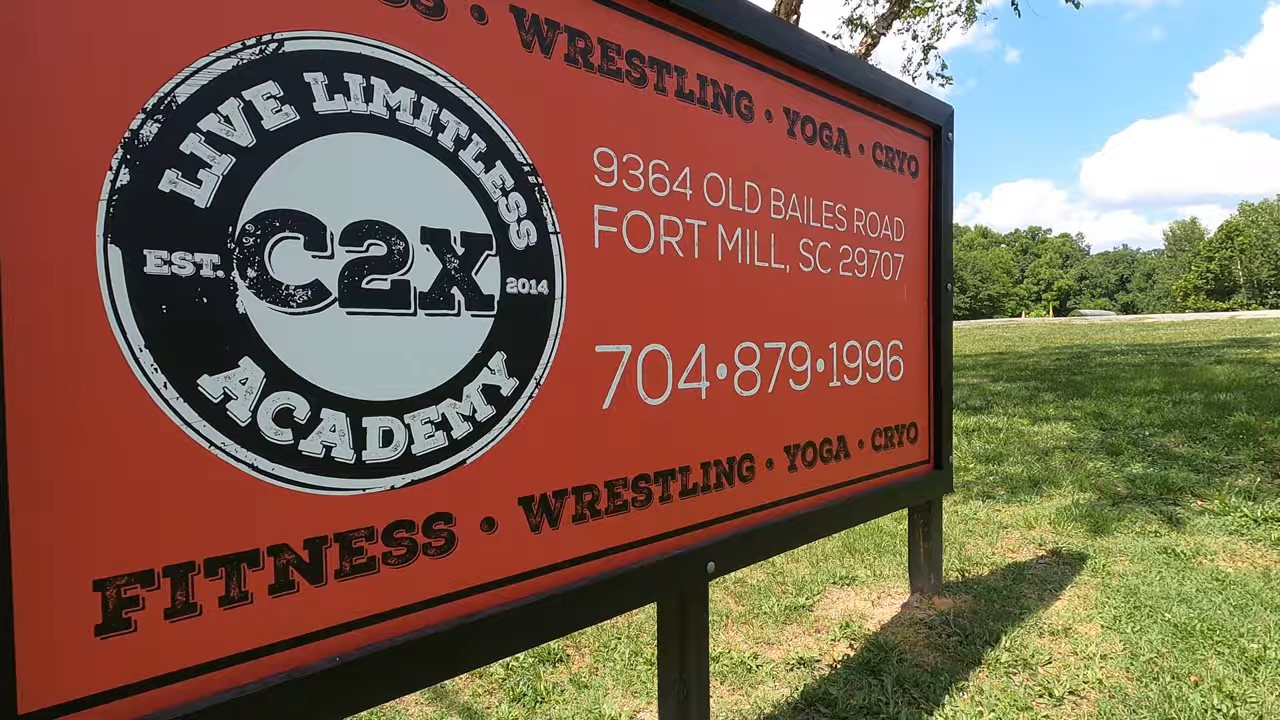 WRESTLING • YOGA • CRYO
LIVE LIMITLESS
EST. C2X 2014
ACADEMY
9364 OLD BAILES ROAD
FORT MILL, SC 29707
704•879•1996
FITNESS • WRESTLING • YOGA • CRYO